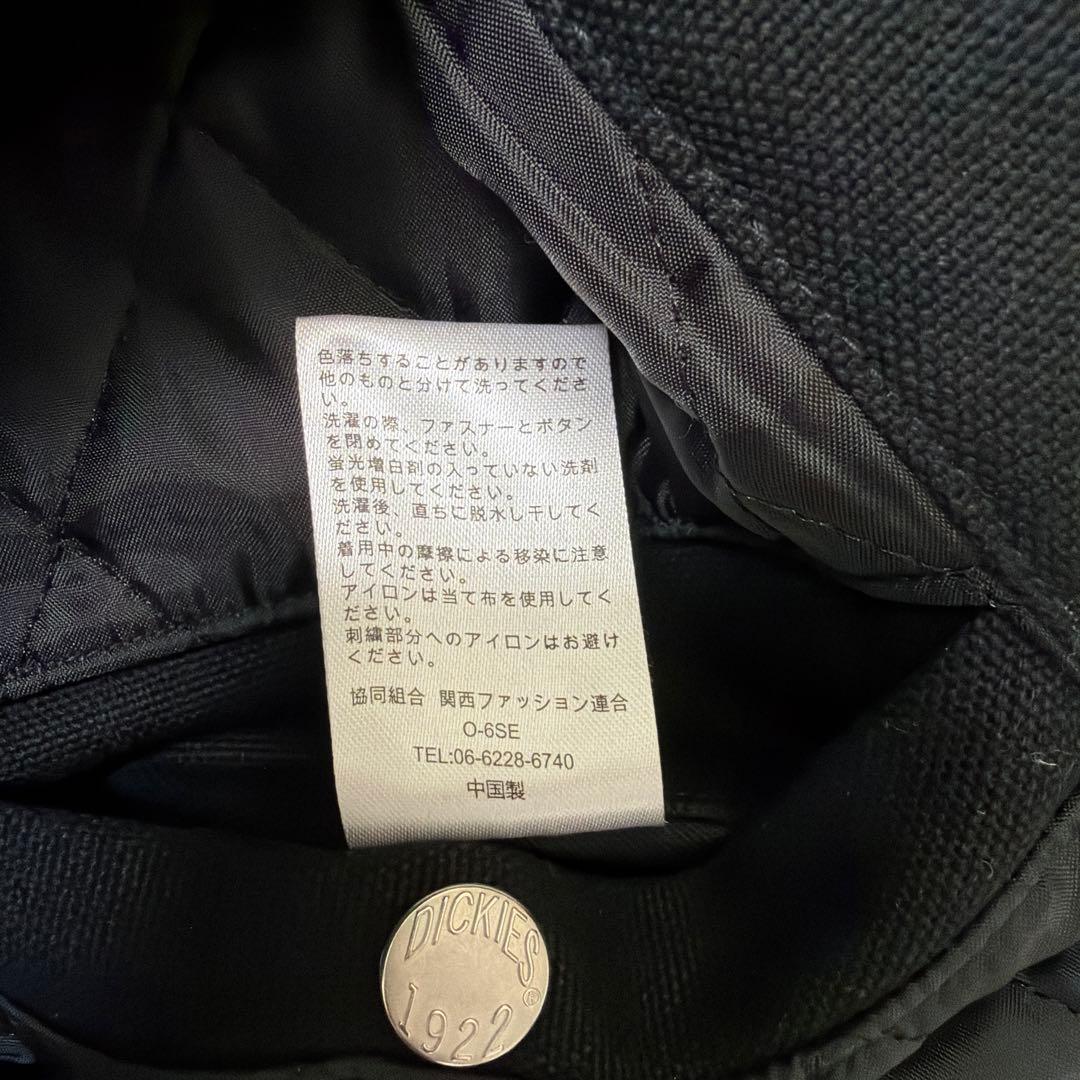 色落ちすることがありますので
他のものと分けて洗ってくださ
い。
洗濯の際、ファスナーとボタン
を閉めてください。
蛍光増白剤の入っていない洗剤
を使用してください。
洗濯後、直ちに脱水し干してく
ださい。
着用中の摩擦による移染に注意
してください。
アイロンは当て布を使用してく
ださい。
刺繍部分へのアイロンはお避け
ください。
協同組合 関西ファッション連合
O-6SE
TEL:06-6228-6740
中国製
DICKIES®
1922